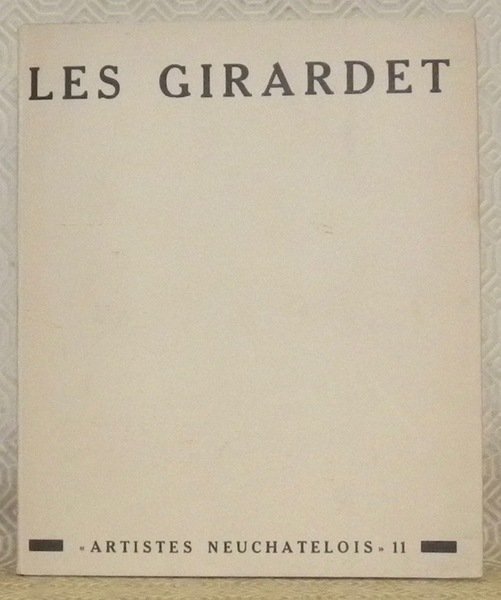 LES GIRARDET
«ARTISTES NEUCHATELOIS» 11